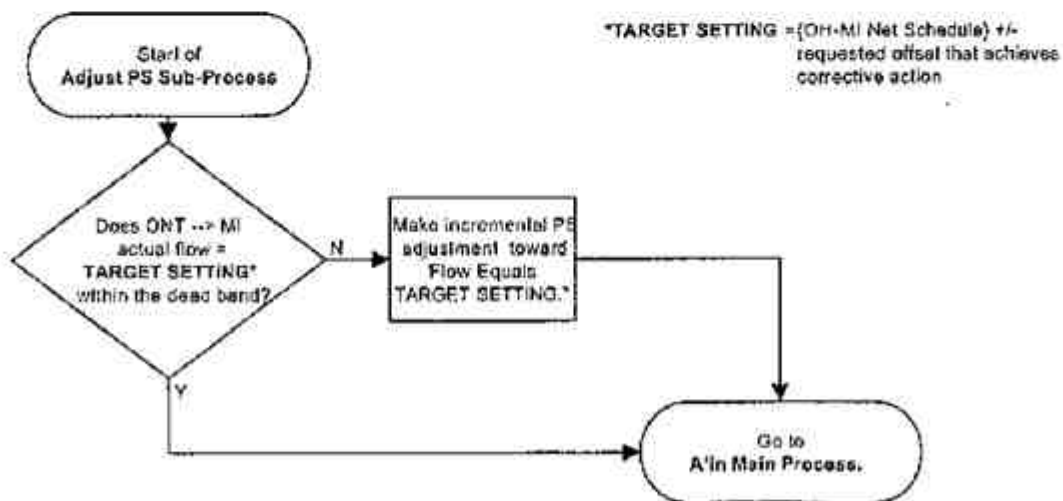 Start of
Adjust PS Sub-Process
*TARGET SETTING = {OH-MI Net Schedule} +/-
requested offset that achieves
corrective action
Does ONT --> MI
actual flow =
TARGET SETTING*
within the dead band?
N
Make incremental PS
adjustment toward
Flow Equals
TARGET SETTING.*
Y
Go to
A'in Main Process.